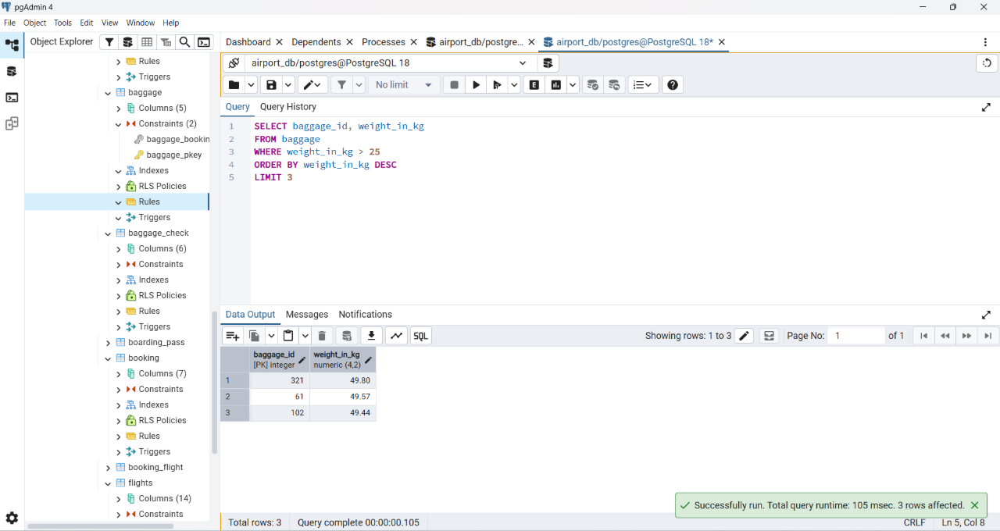 pgAdmin 4
File Object Tools Edit View Window Help
Object Explorer
Dashboard
Dependents
Processes
airport_db/postgre...
airport_db/postgres@PostgreSQL 18*
airport_db/postgres@PostgreSQL 18
No limit
E
Query Query History
1 SELECT baggage_id, weight_in_kg
2 FROM baggage
3 WHERE weight_in_kg > 25
4 ORDER BY weight_in_kg DESC
5 LIMIT 3
Rules
Triggers
baggage
Columns (5)
Constraints (2)
baggage_bookin
baggage_pkey
Indexes
RLS Policies
Rules
Triggers
baggage_check
Columns (6)
Constraints
Indexes
RLS Policies
Rules
Triggers
boarding_pass
booking
Columns (7)
Constraints
Indexes
RLS Policies
Rules
Triggers
booking_flight
flights
Columns (14)
Constraints
Data Output Messages Notifications
SQL
Showing rows: 1 to 3
Page No: 1 of 1
baggage_id weight_in_kg
[PK] integer numeric (4,2)
1 321 49.80
2 61 49.57
3 102 49.44
Successfully run. Total query runtime: 105 msec. 3 rows affected.
Total rows: 3 Query complete 00:00:00.105 CRLF Ln 5, Col 8